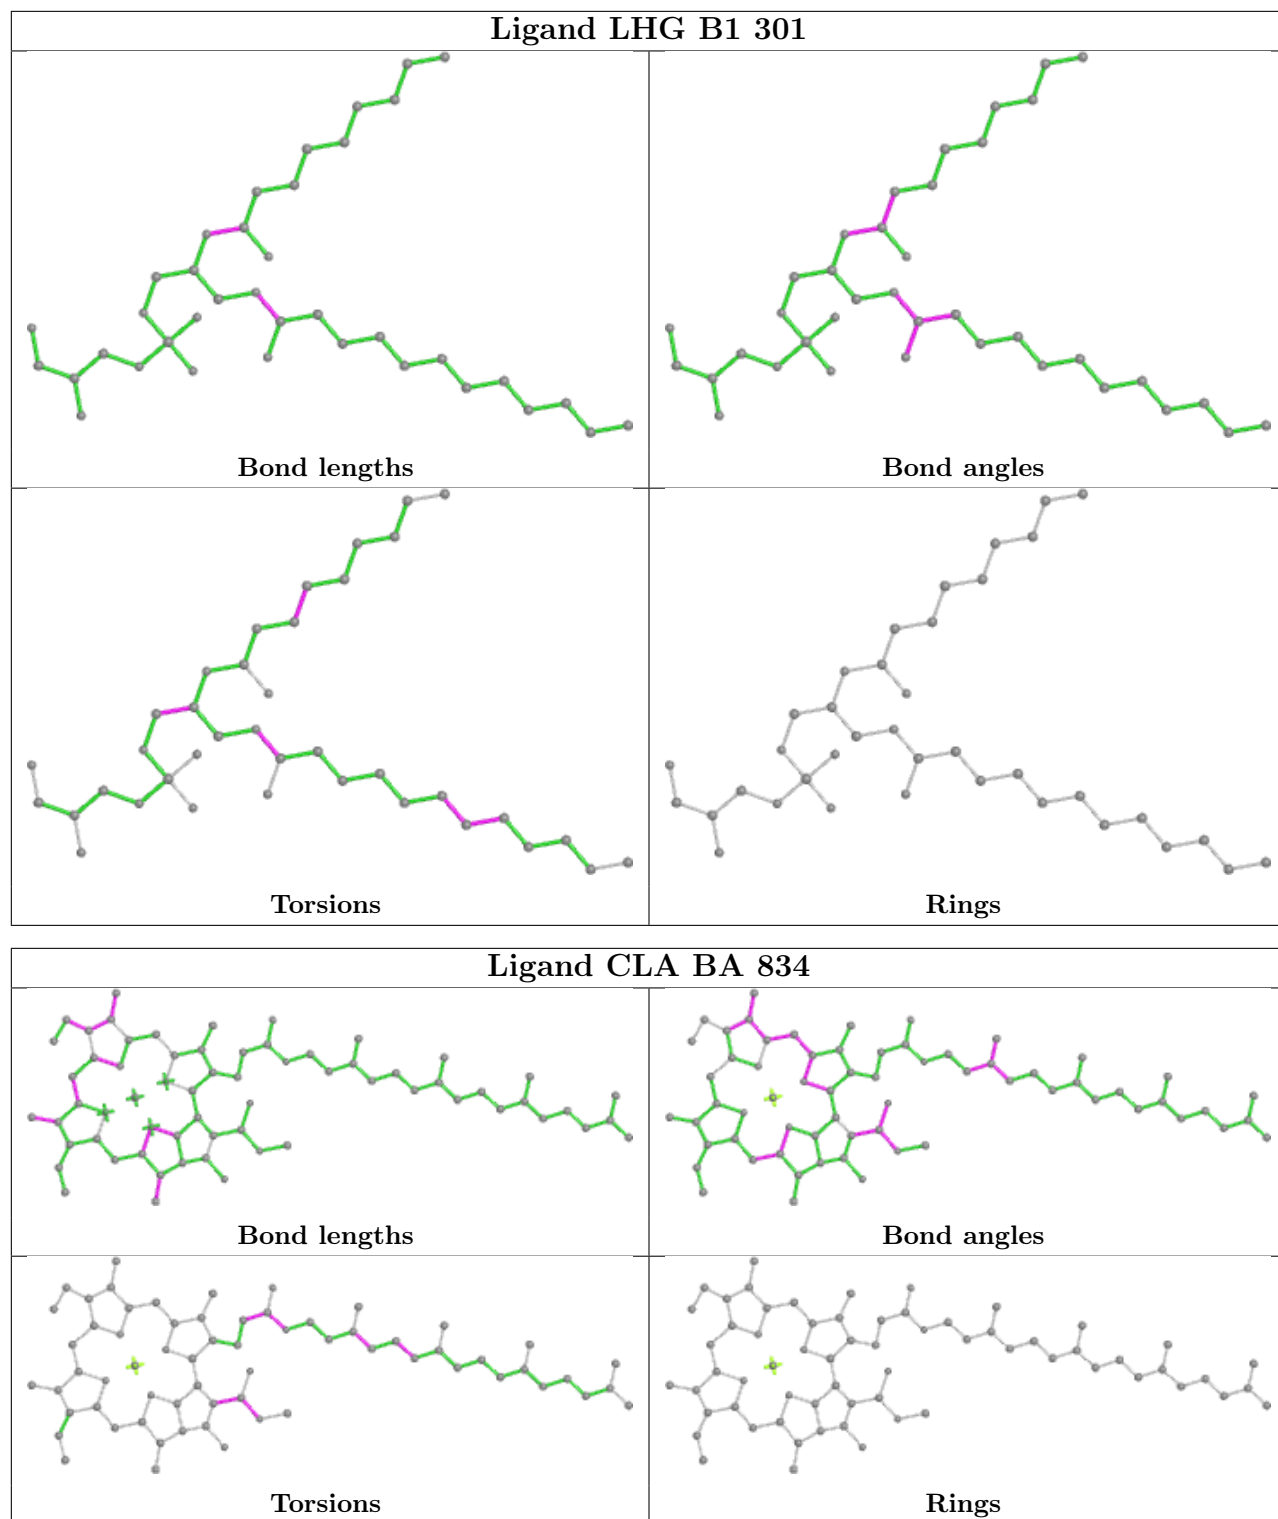 Ligand LHG B1 301
Bond lengths
Bond angles
Torsions
Rings
Ligand CLA BA 834
Bond lengths
Bond angles
Torsions
Rings